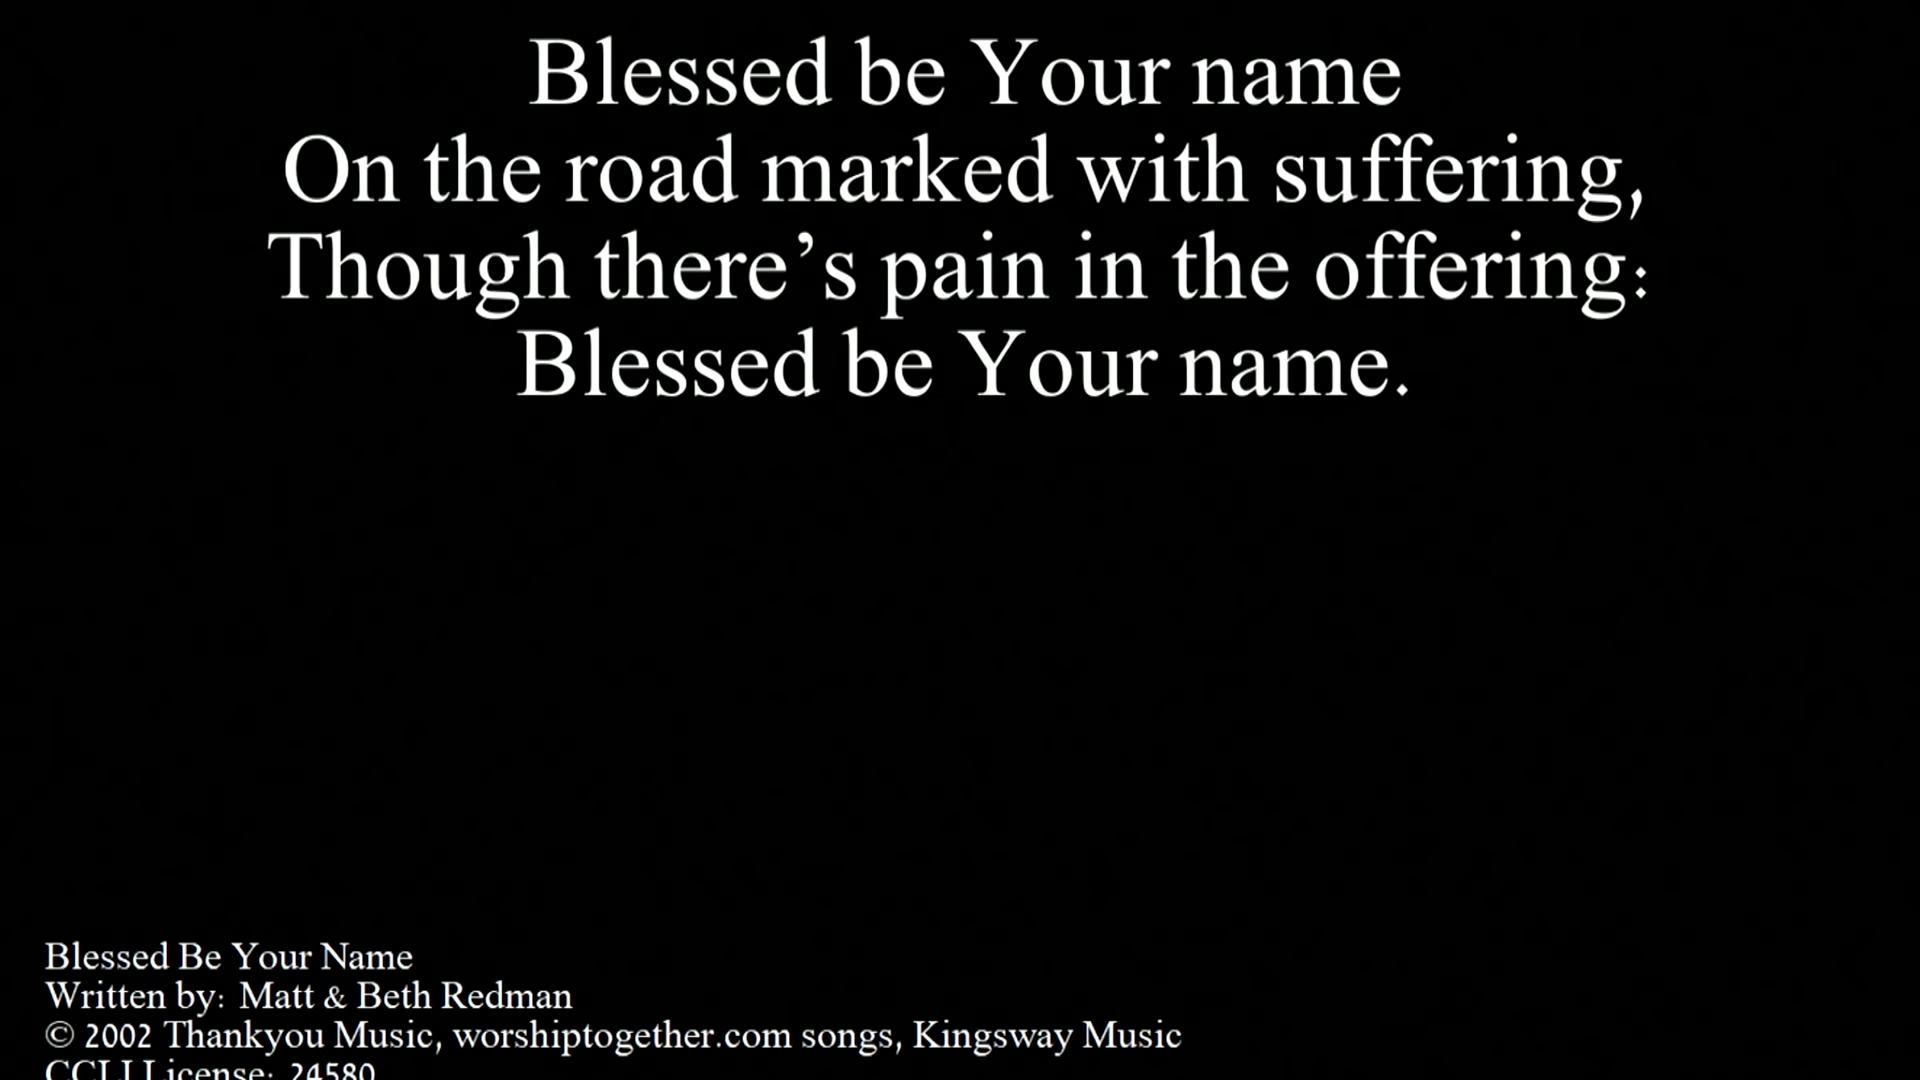 Blessed be Your name
On the road marked with suffering,
Though there’s pain in the offering:
Blessed be Your name.
Blessed Be Your Name
Written by: Matt & Beth Redman
© 2002 Thankyou Music, worshiptogether.com songs, Kingsway Music
CCLI License: 24580